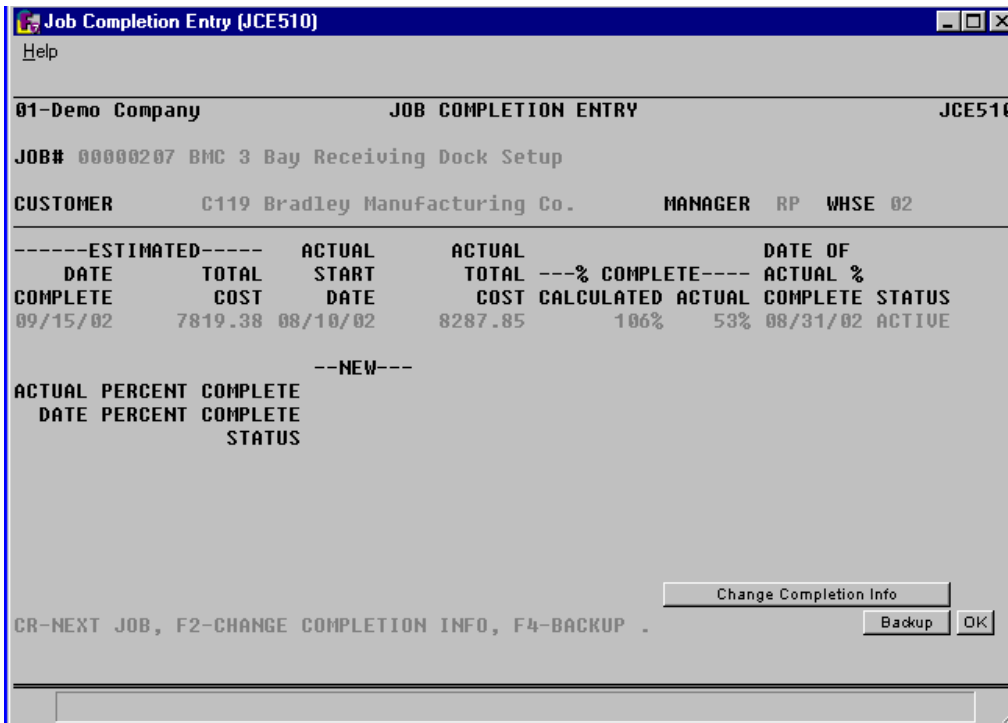 Job Completion Entry (JCE510)
Help
01-Demo Company JOB COMPLETION ENTRY JCE510
JOB# 00000207 BMC 3 Bay Receiving Dock Setup
CUSTOMER C119 Bradley Manufacturing Co. MANAGER RP WHSE 02
------ESTIMATED----- ACTUAL ACTUAL DATE OF
DATE TOTAL START TOTAL ---% COMPLETE---- ACTUAL %
COMPLETE COST DATE COST CALCULATED ACTUAL COMPLETE STATUS
09/15/02 7819.38 08/10/02 8287.85 106% 53% 08/31/02 ACTIVE
--NEW---
ACTUAL PERCENT COMPLETE
DATE PERCENT COMPLETE
STATUS
Change Completion Info
CR-NEXT JOB, F2-CHANGE COMPLETION INFO, F4-BACKUP . Backup OK